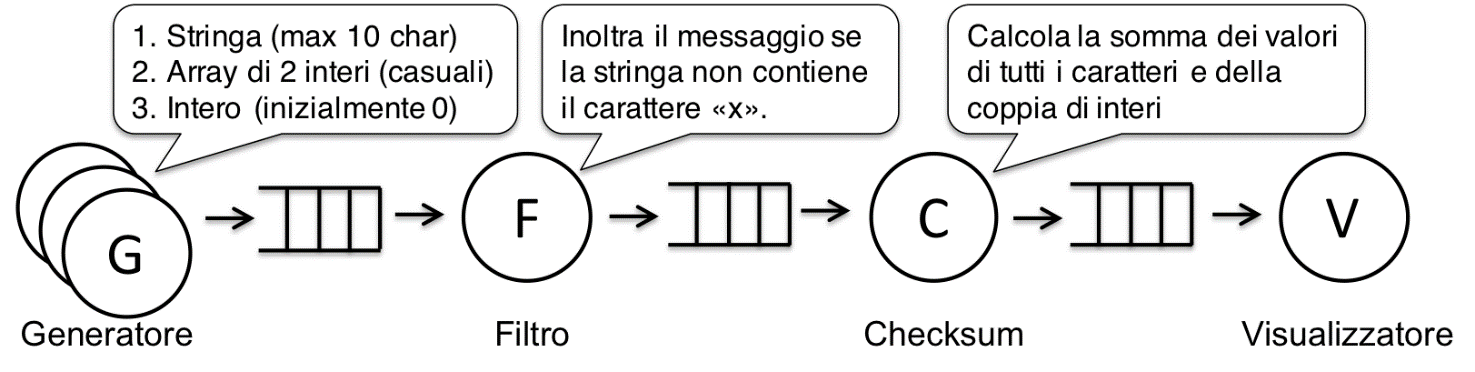 1. Stringa (max 10 char)
2. Array di 2 interi (casuali)
3. Intero (inizialmente 0)
Inoltra il messaggio se
la stringa non contiene
il carattere «x».
Calcola la somma dei valori
di tutti i caratteri e della
coppia di interi
G
F
C
V
Generatore
Filtro
Checksum
Visualizzatore